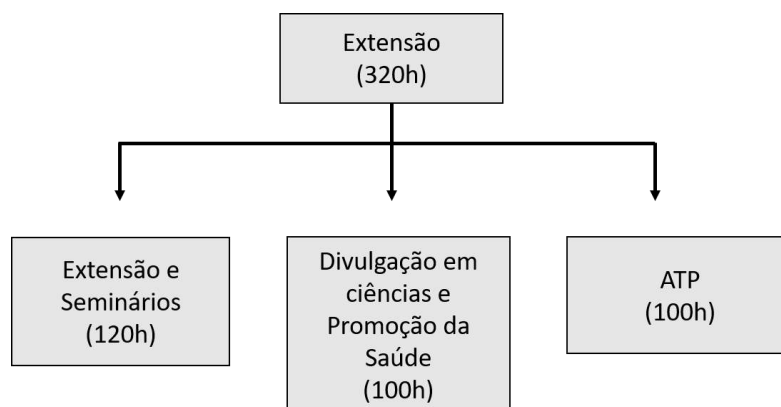 Extensão
(320h)
Extensão e
Seminários
(120h)
Divulgação em
ciências e
Promoção da
Saúde
(100h)
ATP
(100h)